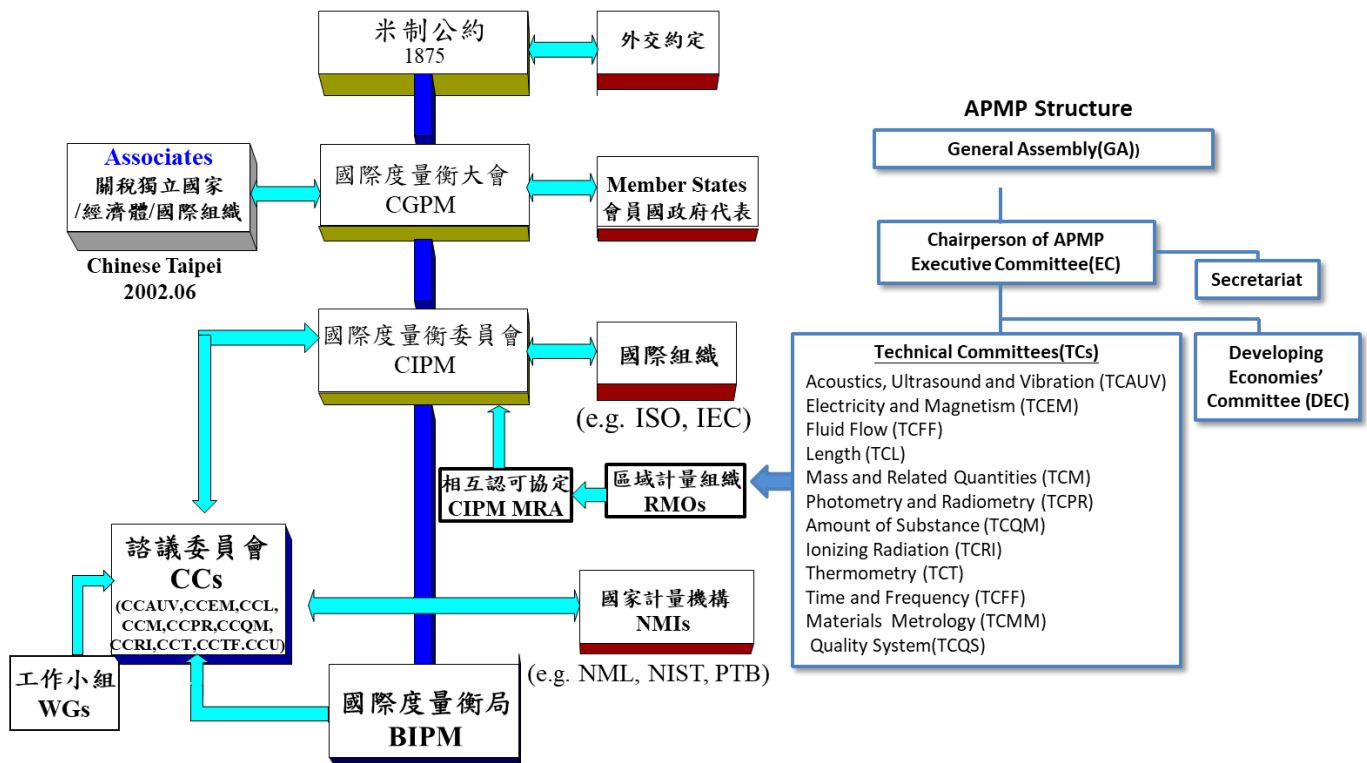 米制公約
1875
外交約定
Associates
關稅獨立國家
/經濟體/國際組織
Chinese Taipei
2002.06
國際度量衡大會
CGPM
Member States
會員國政府代表
國際度量衡委員會
CIPM
國際組織
(e.g. ISO, IEC)
相互認可協定
CIPM MRA
區域計量組織
RMOs
諮議委員會
CCs
(CCAUV,CCEM,CCL,
CCM,CCPR,CCQM,
CCRI,CCT,CCTF.CCU)
國家計量機構
NMIs
(e.g. NML, NIST, PTB)
工作小組
WGs
國際度量衡局
BIPM
APMP Structure
General Assembly(GA))
Chairperson of APMP
Executive Committee(EC)
Secretariat
Technical Committees(TCs)
Acoustics, Ultrasound and Vibration (TCAUV)
Electricity and Magnetism (TCEM)
Fluid Flow (TCFF)
Length (TCL)
Mass and Related Quantities (TCM)
Photometry and Radiometry (TCPR)
Amount of Substance (TCQM)
Ionizing Radiation (TCRI)
Thermometry (TCT)
Time and Frequency (TCFF)
Materials Metrology (TCMM)
Quality System(TCQS)
Developing
Economies’
Committee (DEC)